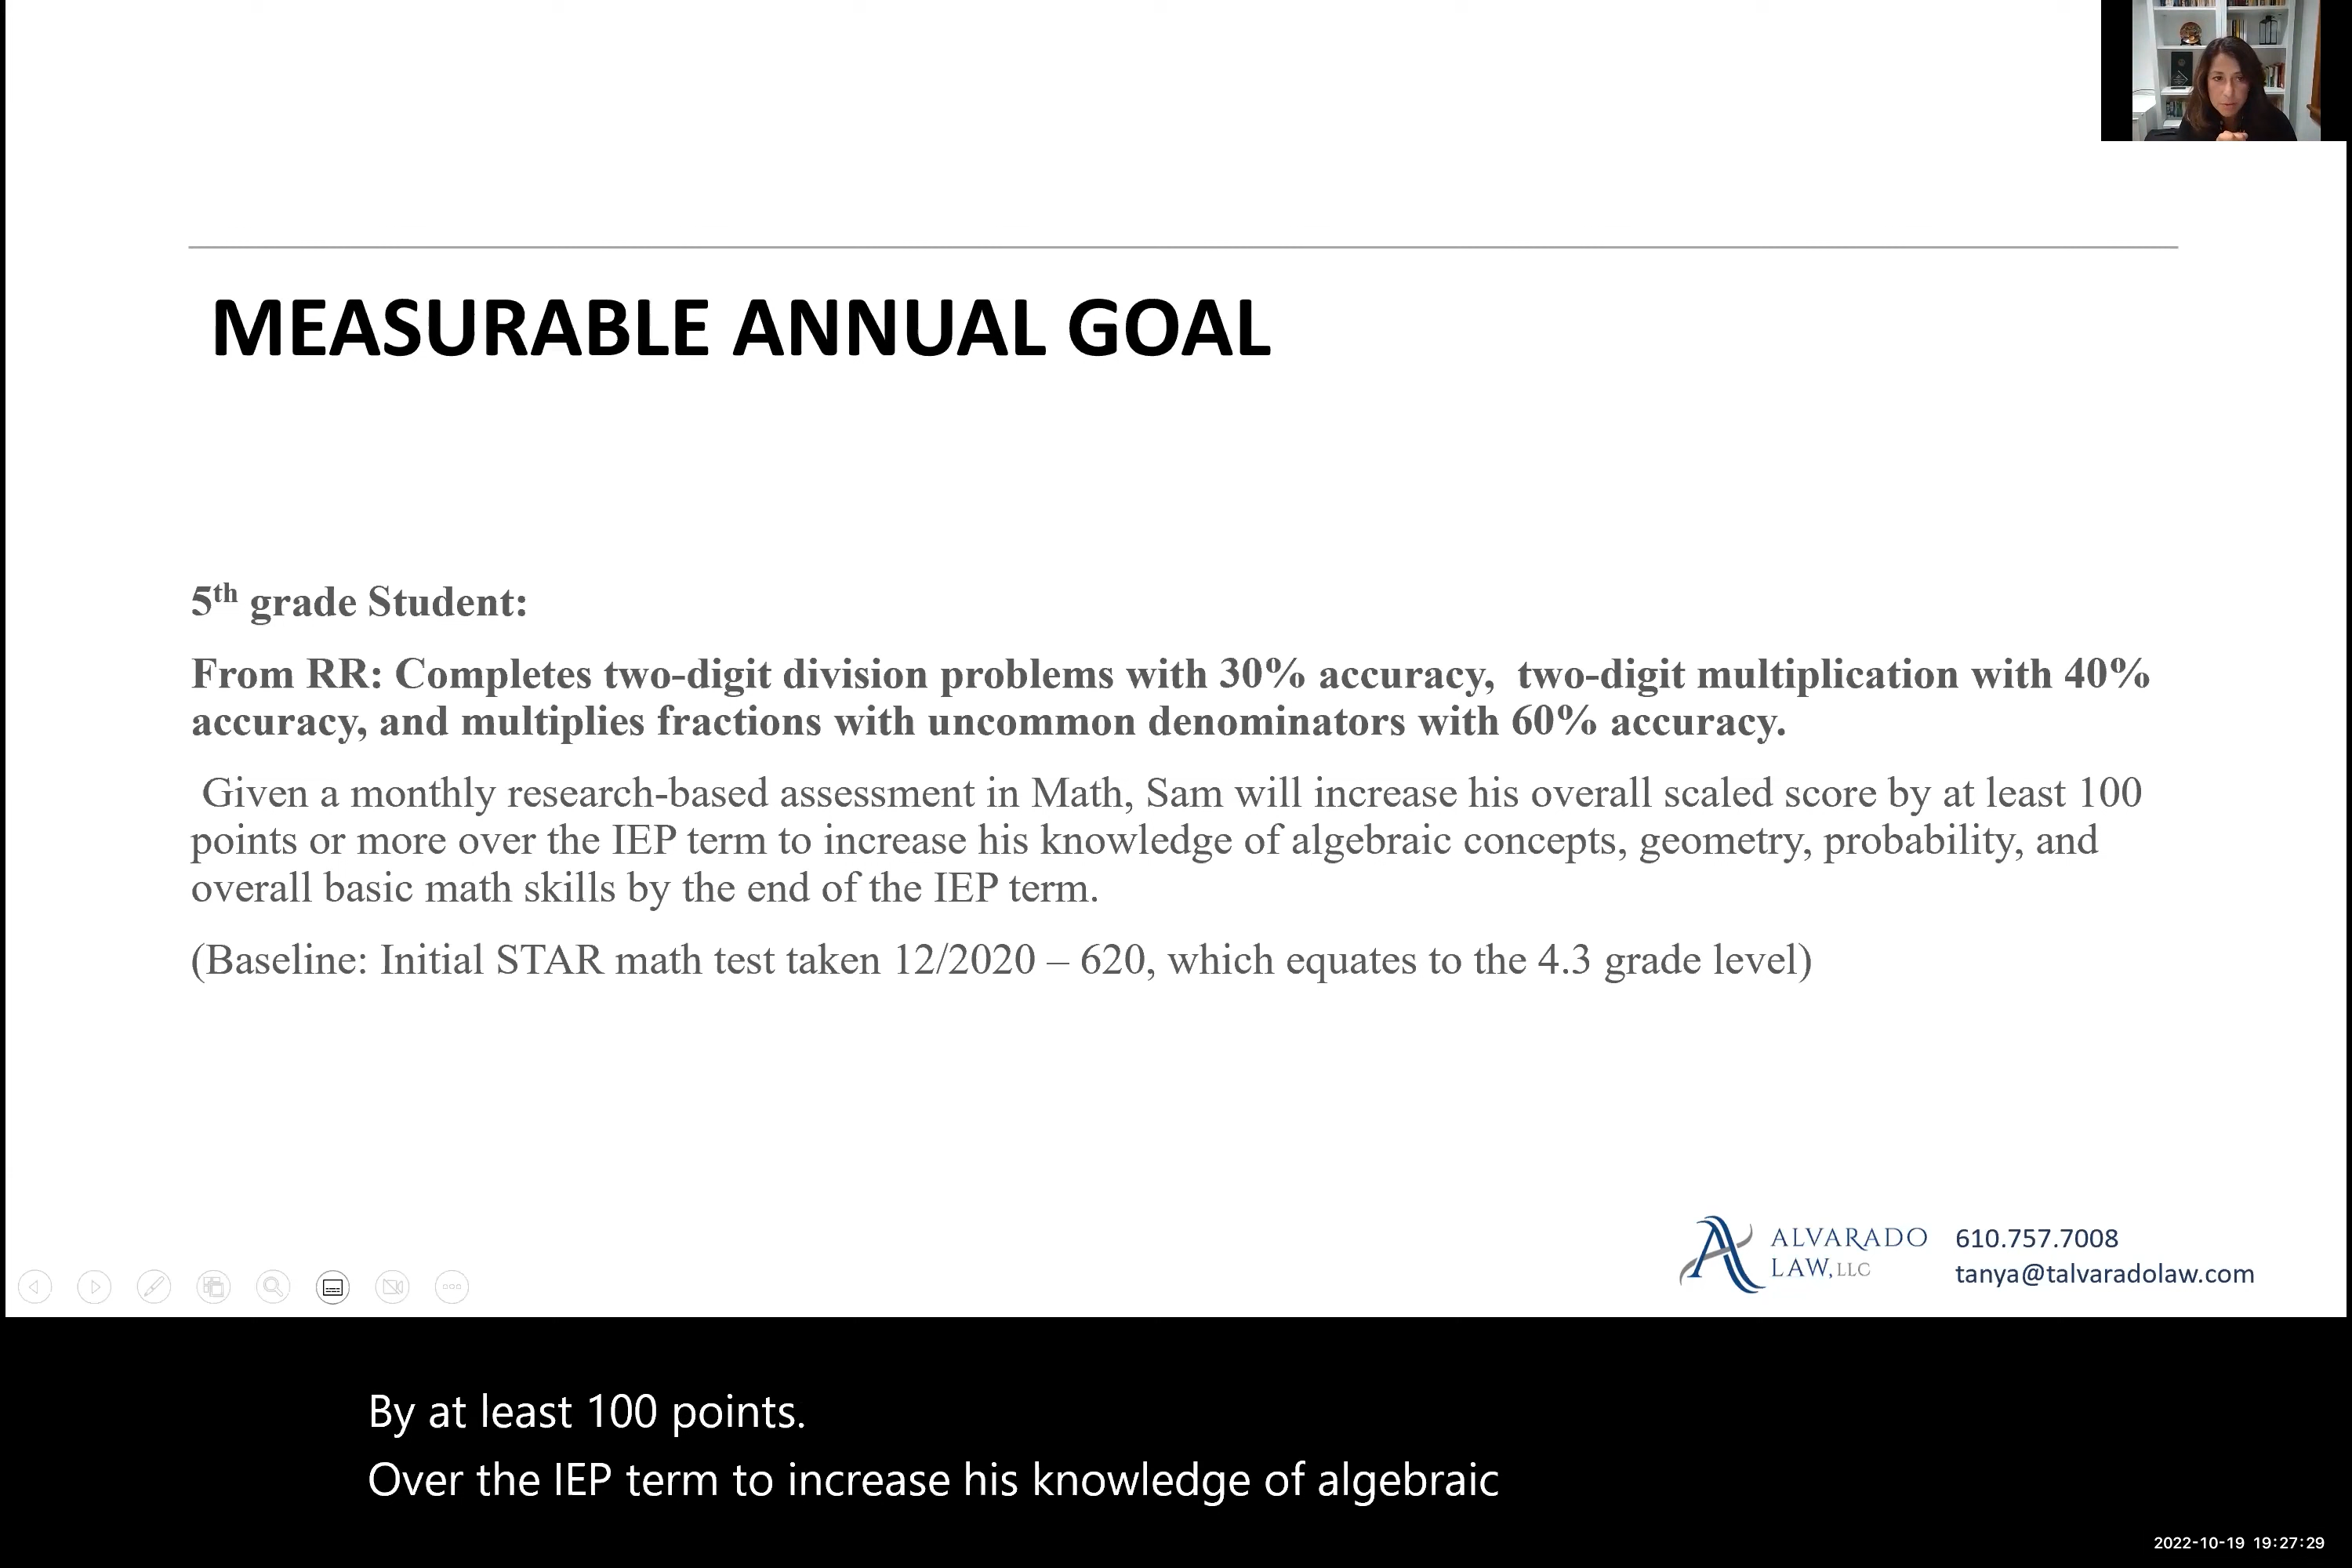 MEASURABLE ANNUAL GOAL
5th grade Student:
From RR: Completes two-digit division problems with 30% accuracy,  two-digit multiplication with 40%
accuracy, and multiplies fractions with uncommon denominators with 60% accuracy.
Given a monthly research-based assessment in Math, Sam will increase his overall scaled score by at least 100
points or more over the IEP term to increase his knowledge of algebraic concepts, geometry, probability, and
overall basic math skills by the end of the IEP term.
(Baseline: Initial STAR math test taken 12/2020 – 620, which equates to the 4.3 grade level)
ALVARADO
LAW, LLC
610.757.7008
tanya@talvaradolaw.com
By at least 100 points.
Over the IEP term to increase his knowledge of algebraic
2022-10-19 19:27:29